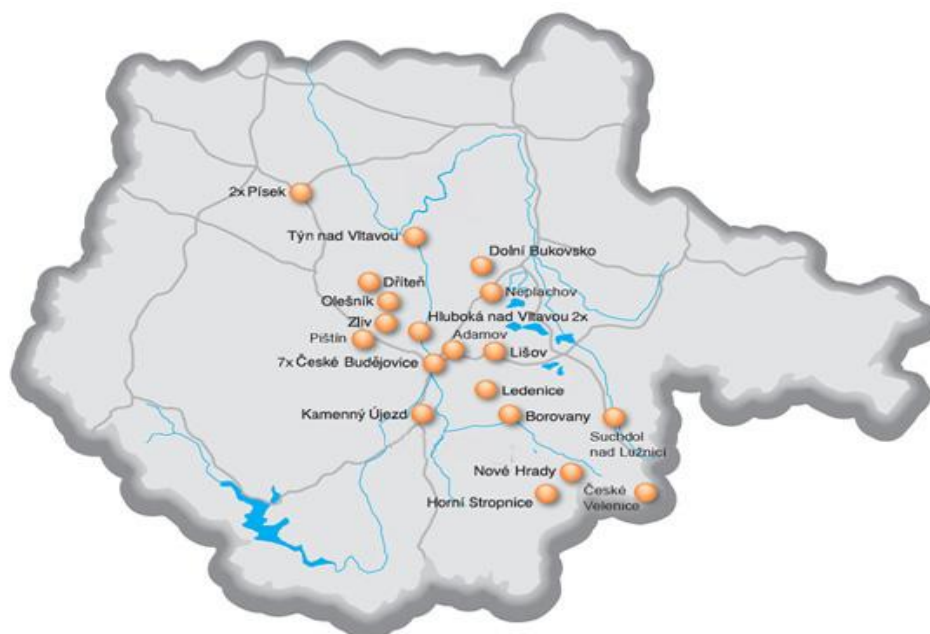 2x Písek
Týn nad Vltavou
Dolní Bukovsko
Dříteň
Neplachov
Olešník
Hluboká nad Vltavou 2x
Zliv
Adamov
Pištín
Lišov
7x České Budějovice
Ledenice
Kamenný Újezd
Borovany
Suchdol
nad Lužnicí
Nové Hrady
České
Velenice
Horní Stropnice